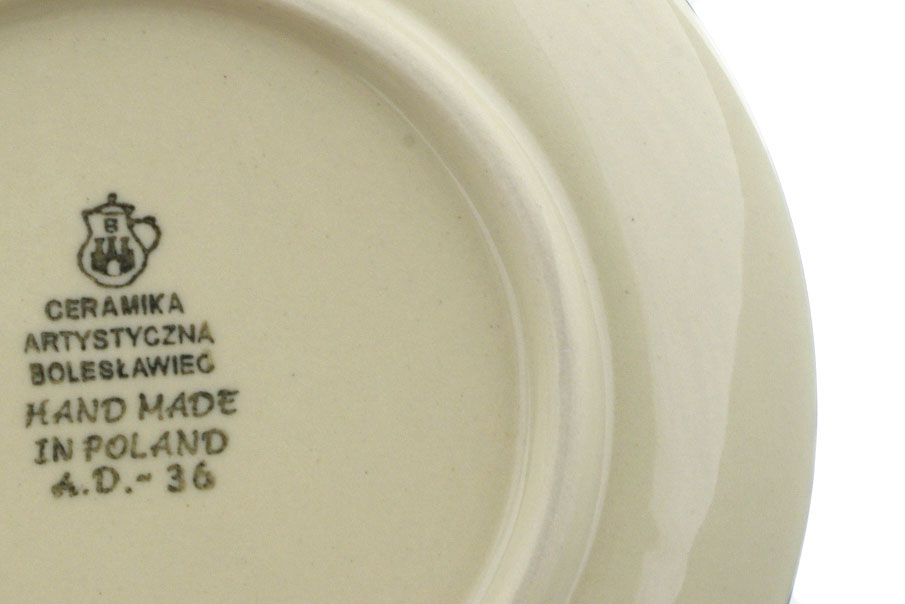 B
CERAMIKA
ARTYSTYCZNA
BOLESŁAWIEC
HAND MADE
IN POLAND
A.D.~36